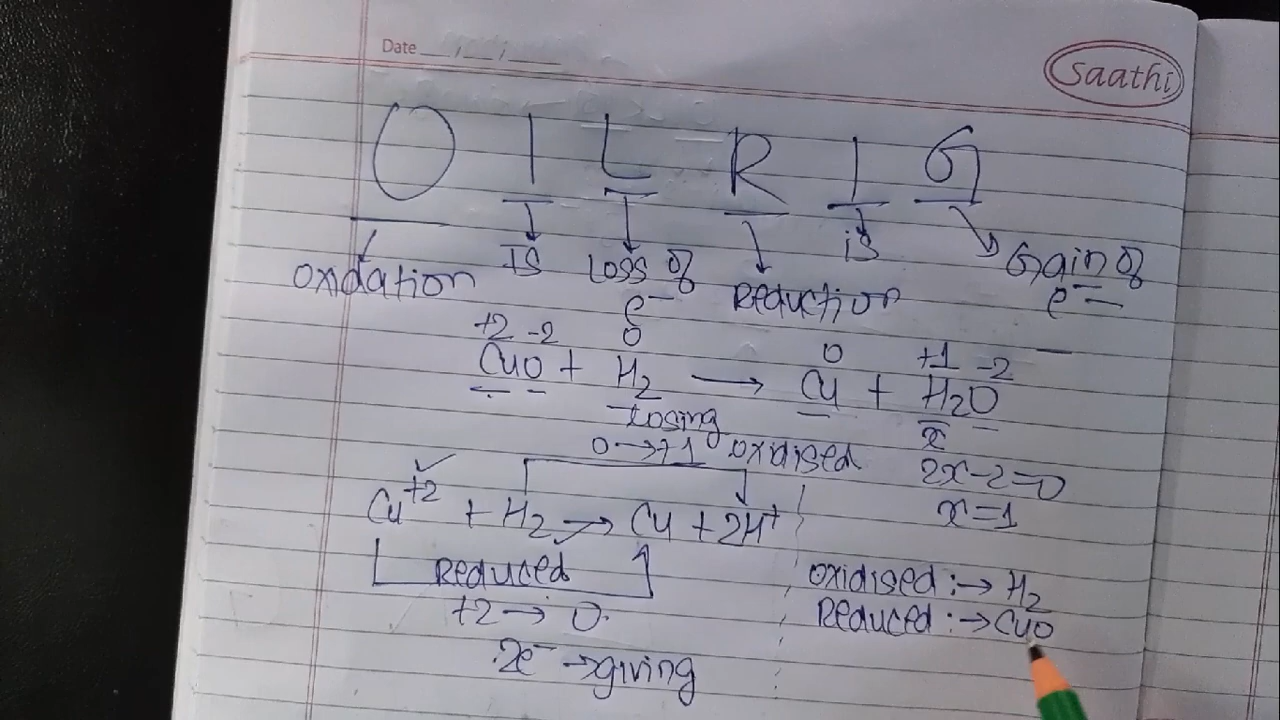 Date
Saathi
O I L R I G
Oxidation Is Loss of e⁻ Reduction is Gain of e⁻
+2 -2 0 0 +1 -2
CuO + H₂ → Cu + H₂O
Losing x
0→+1 oxidised 2x-2=0
x=1
Cu⁺² + H₂ → Cu + 2H⁺
Reduced oxidised :→ H₂
+2 → 0. Reduced :→ CuO
2e⁻ → giving